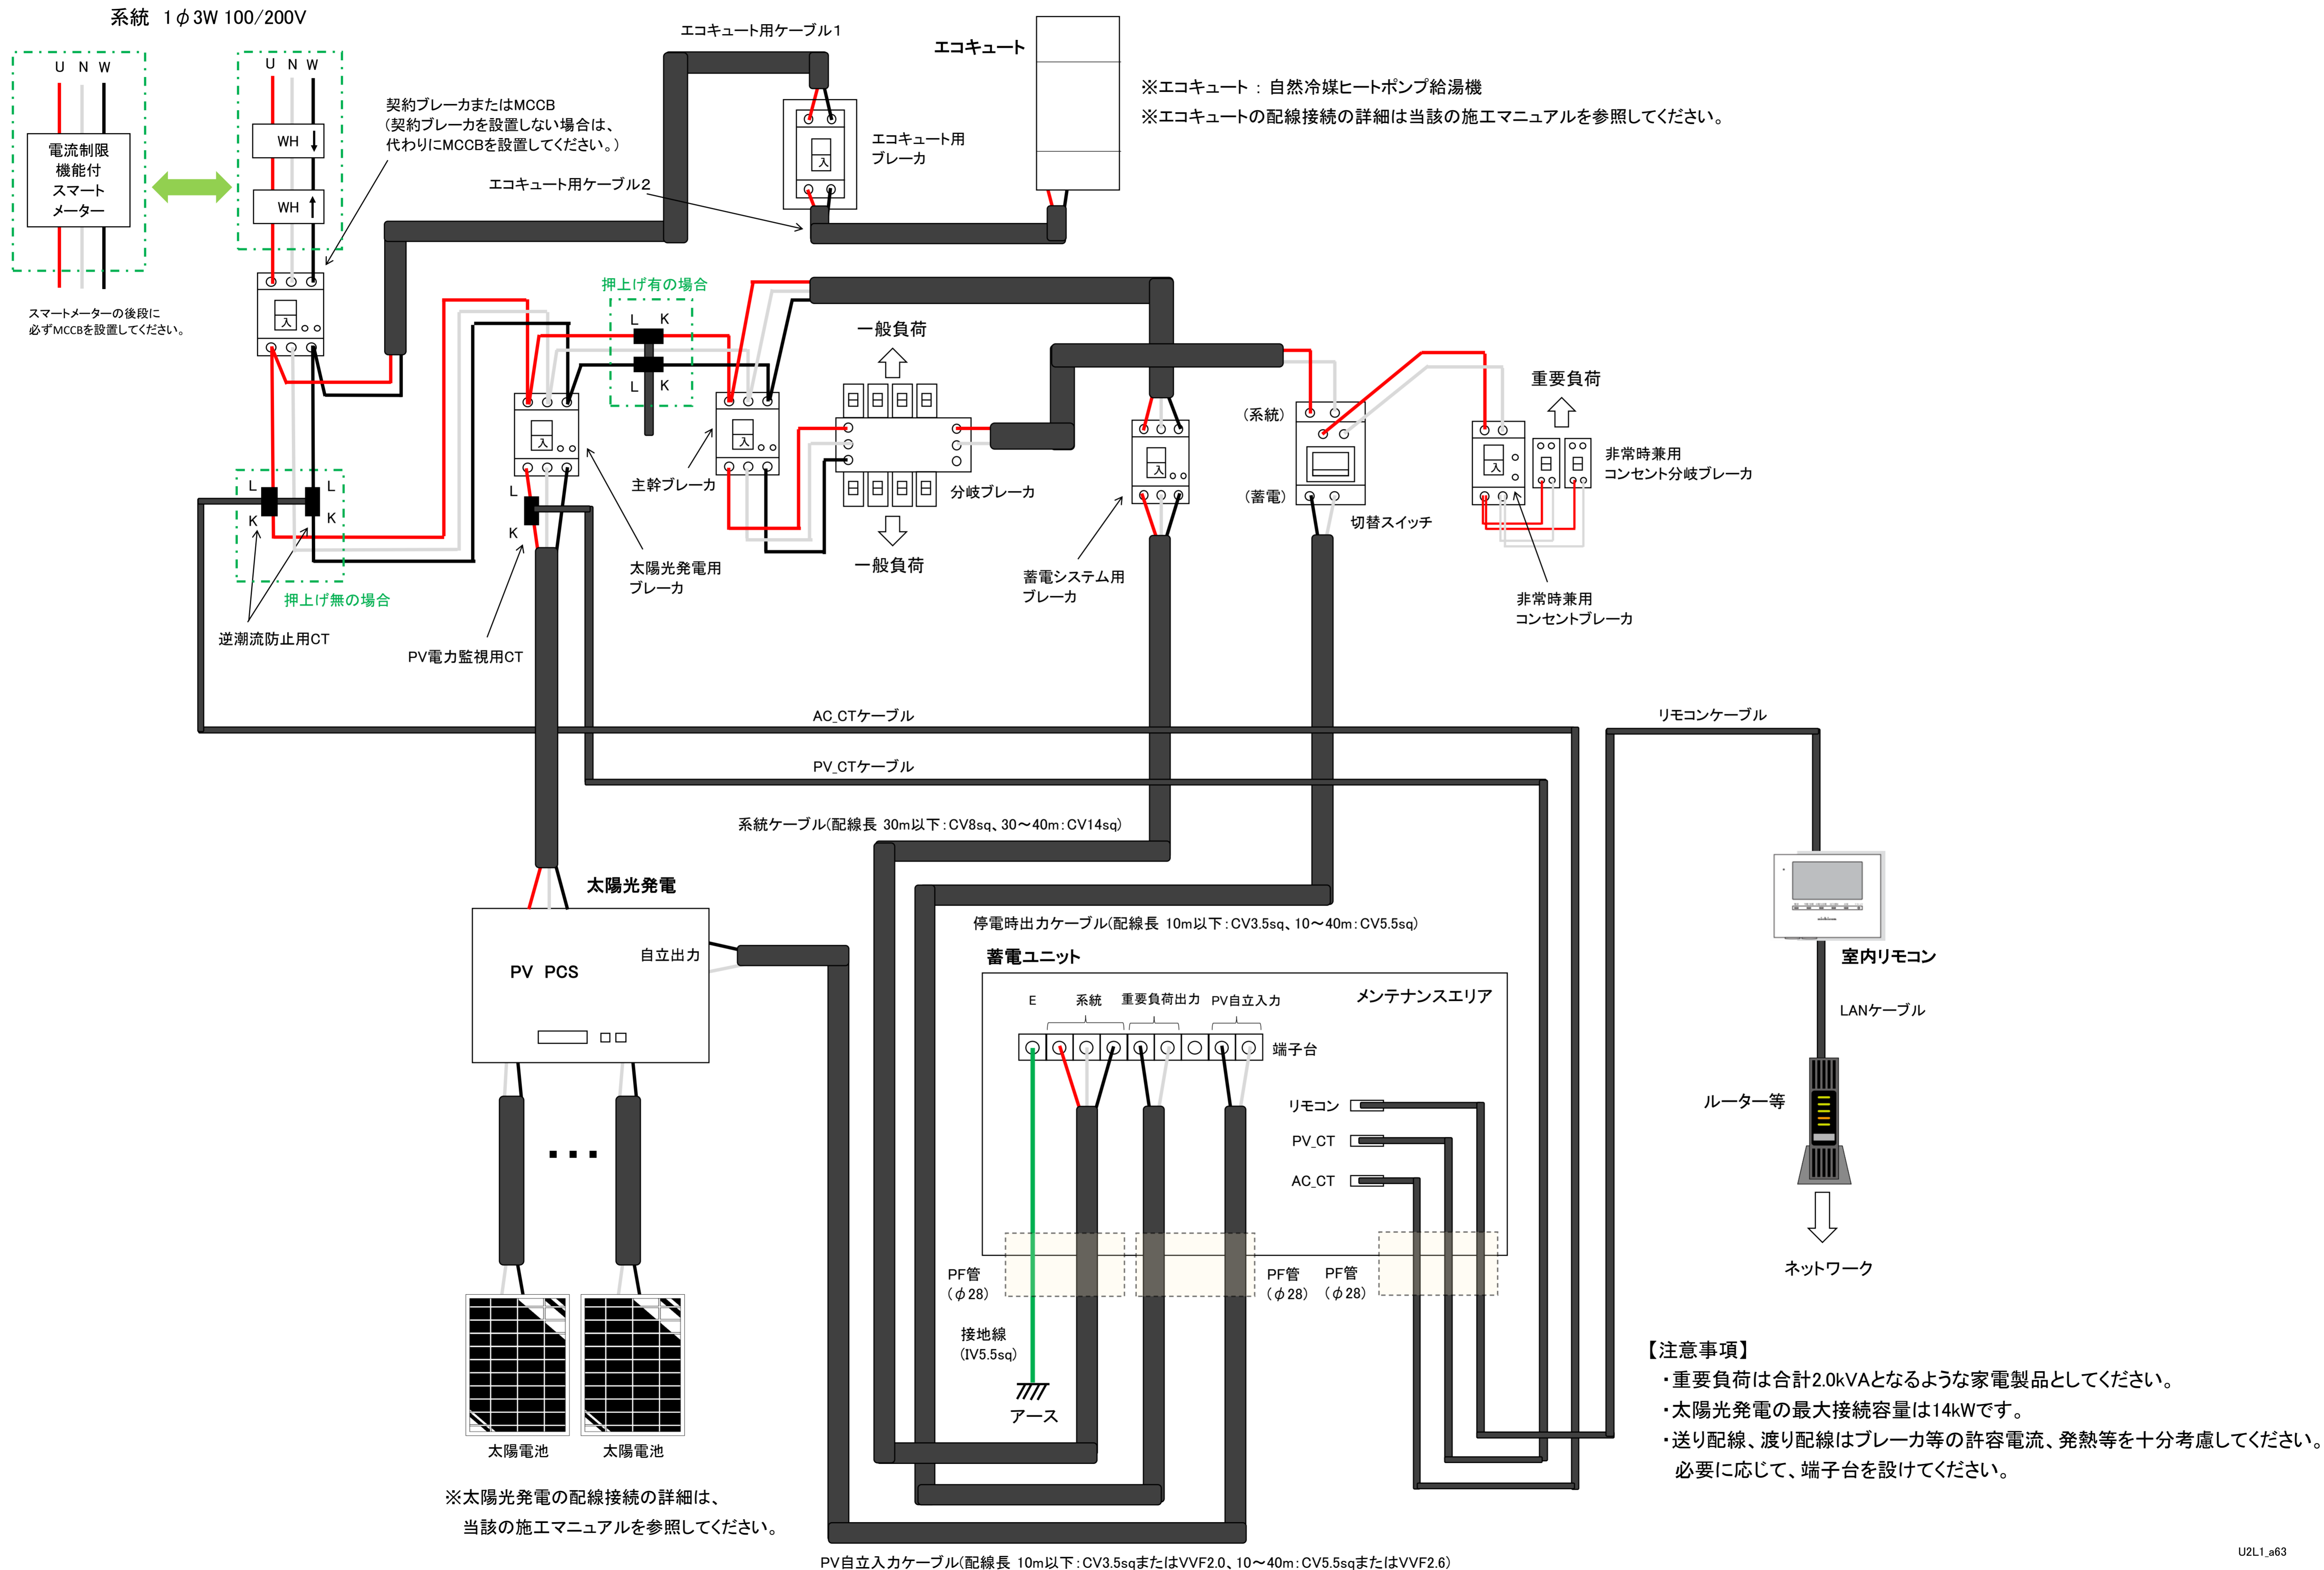 系統 1φ3W 100/200V
U N W
電流制限
機能付
スマート
メーター
スマートメーターの後段に
必ずMCCBを設置してください。
U N W
WH
WH
契約ブレーカまたはMCCB
(契約ブレーカを設置しない場合は、
代わりにMCCBを設置してください。)
入
エコキュート用ケーブル1
エコキュート用ケーブル2
入
エコキュート用
ブレーカ
エコキュート
※エコキュート : 自然冷媒ヒートポンプ給湯機
※エコキュートの配線接続の詳細は当該の施工マニュアルを参照してください。
L L
K K
押上げ無の場合
逆潮流防止用CT
押上げ有の場合
L K
L K
入
L
K
PV電力監視用CT
太陽光発電用
ブレーカ
入
主幹ブレーカ
一般負荷
分岐ブレーカ
一般負荷
入
蓄電システム用
ブレーカ
(系統)
(蓄電)
切替スイッチ
入
重要負荷
非常時兼用
コンセント分岐ブレーカ
非常時兼用
コンセントブレーカ
AC_CTケーブル
PV_CTケーブル
リモコンケーブル
系統ケーブル(配線長 30m以下:CV8sq、30～40m:CV14sq)
停電時出力ケーブル(配線長 10m以下:CV3.5sq、10～40m:CV5.5sq)
太陽光発電
自立出力
PV PCS
太陽電池
太陽電池
※太陽光発電の配線接続の詳細は、
当該の施工マニュアルを参照してください。
蓄電ユニット
メンテナンスエリア
E 系統 重要負荷出力 PV自立入力
端子台
リモコン
PV_CT
AC_CT
PF管
(φ28)
PF管
(φ28)
PF管
(φ28)
接地線
(IV5.5sq)
アース
PV自立入力ケーブル(配線長 10m以下:CV3.5sqまたはVVF2.0、10～40m:CV5.5sqまたはVVF2.6)
室内リモコン
LANケーブル
ルーター等
ネットワーク
【注意事項】
・重要負荷は合計2.0kVAとなるような家電製品としてください。
・太陽光発電の最大接続容量は14kWです。
・送り配線、渡り配線はブレーカ等の許容電流、発熱等を十分考慮してください。
必要に応じて、端子台を設けてください。
U2L1_a63